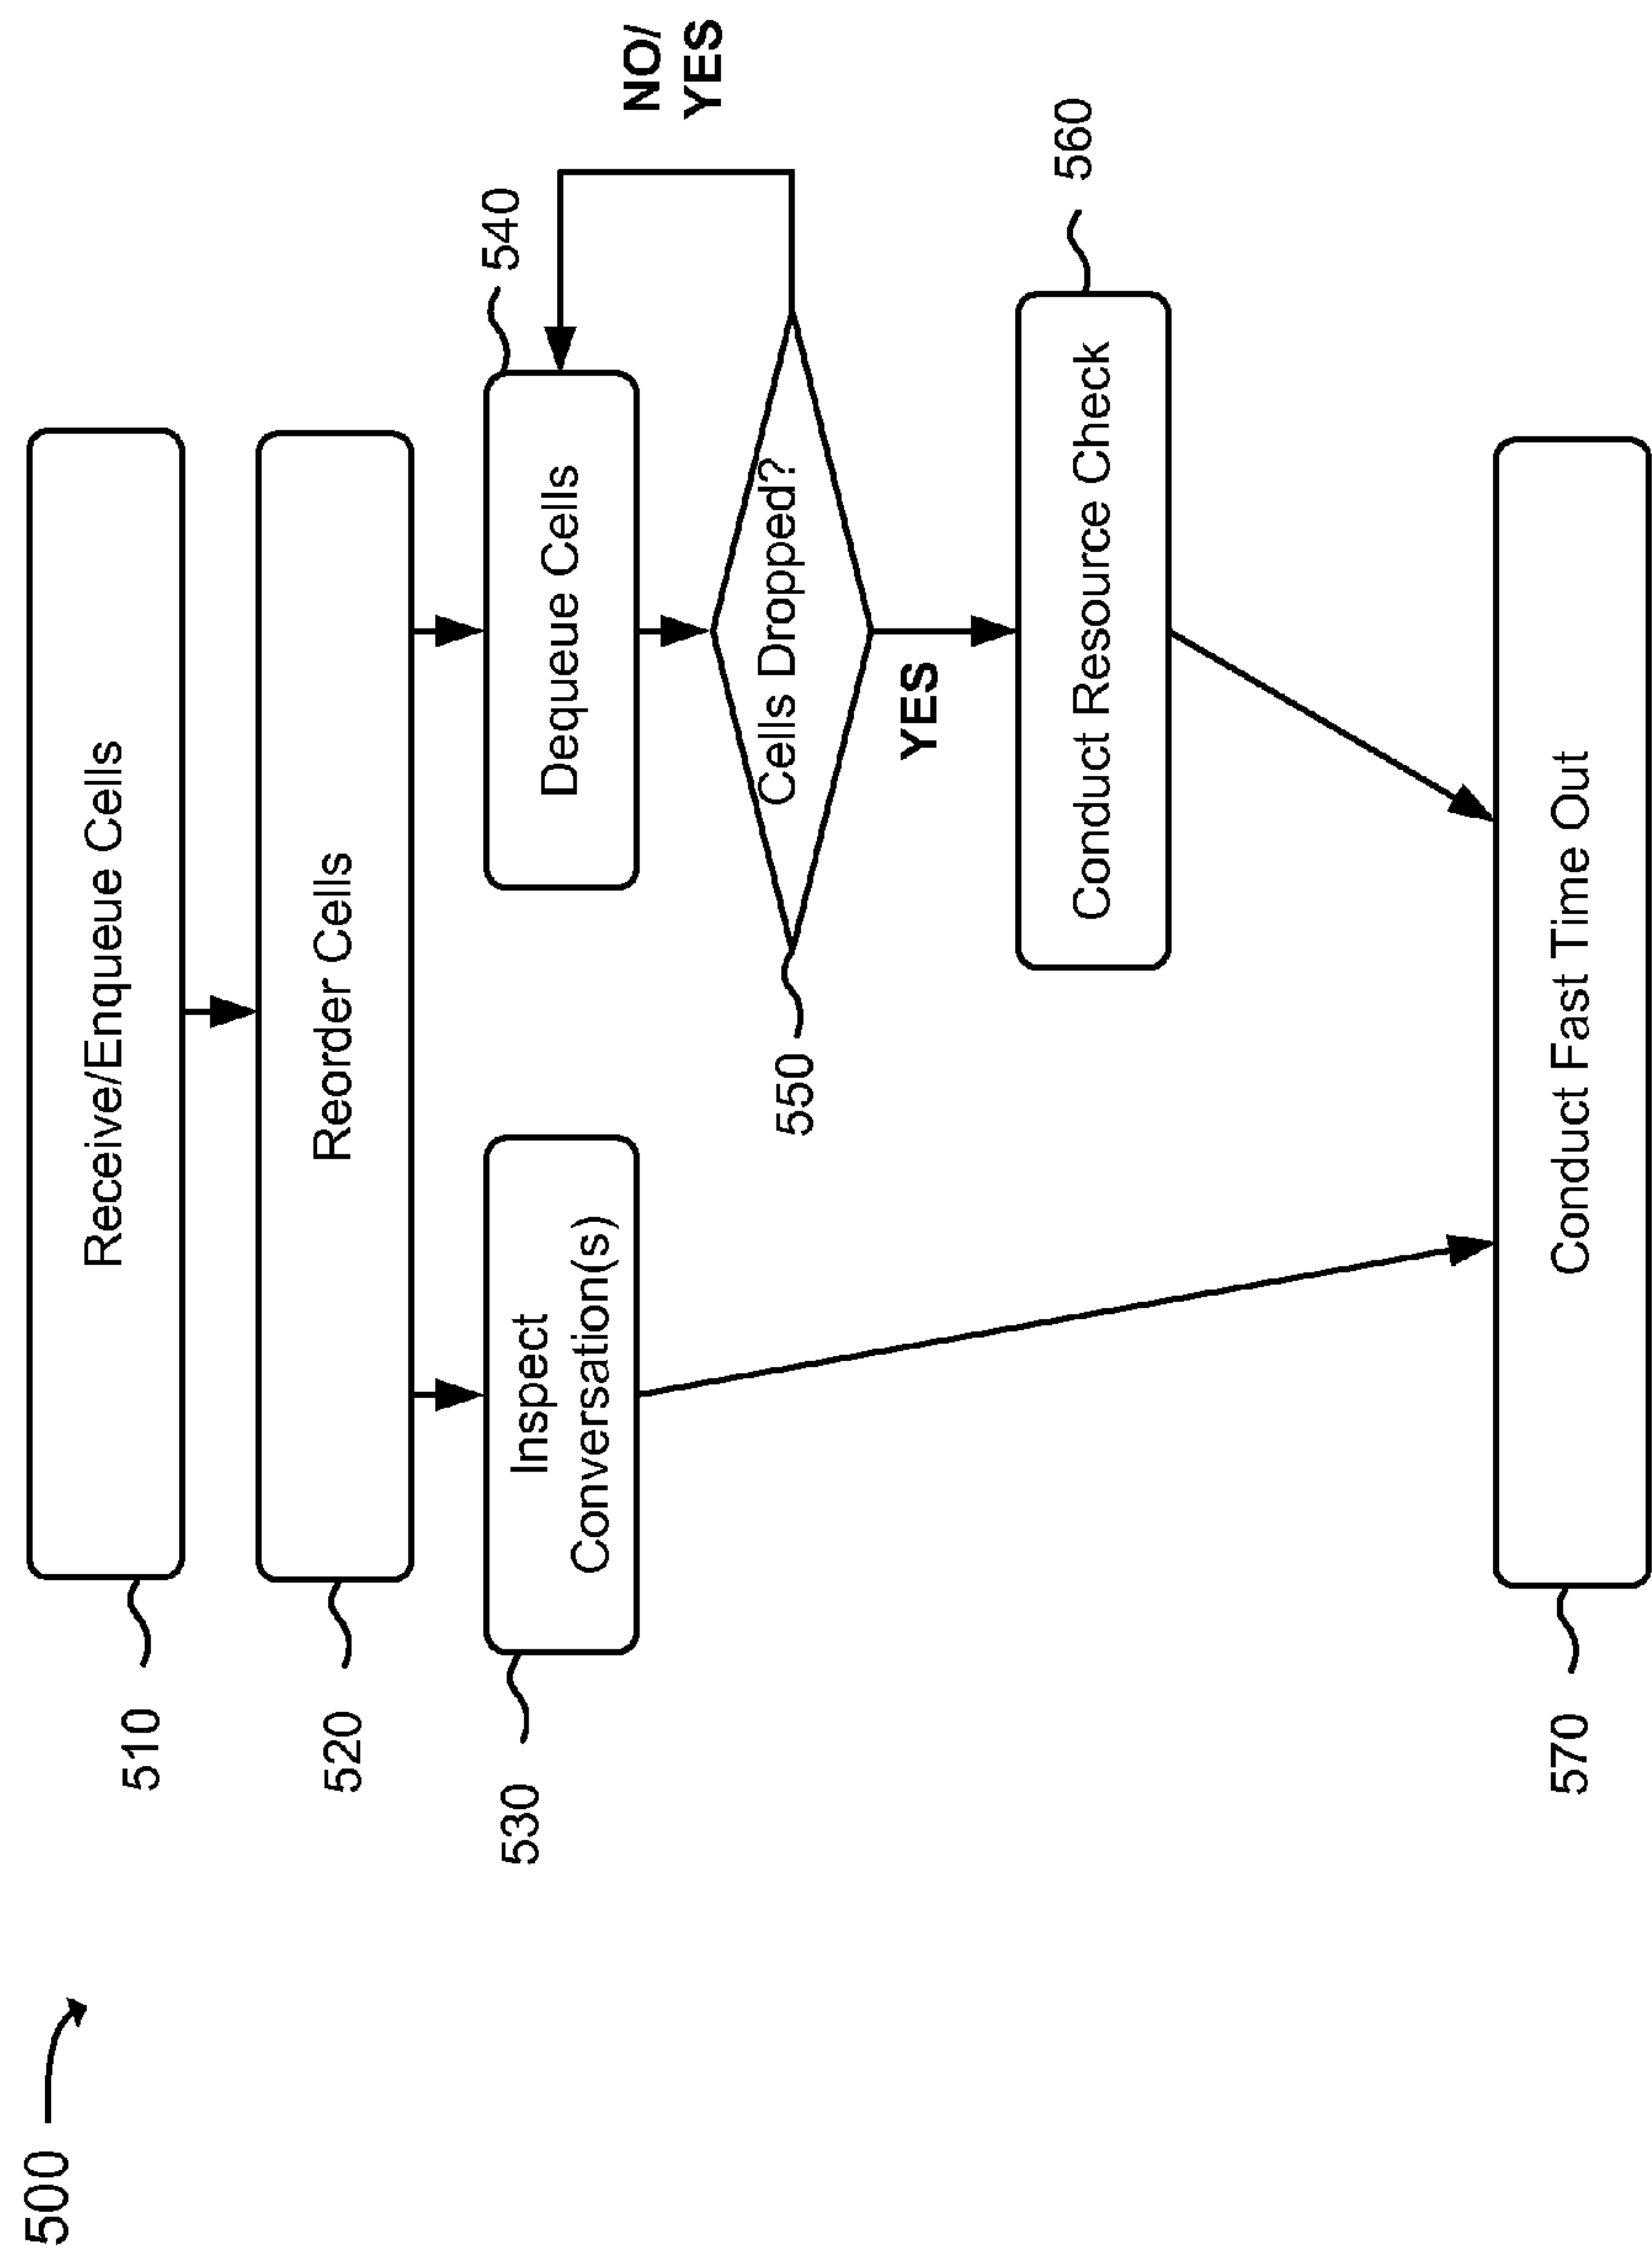 500
510
Receive/Enqueue Cells
520
Reorder Cells
530
Inspect
Conversation(s)
540
Dequeue Cells
NO/
YES
550
Cells Dropped?
YES
560
Conduct Resource Check
570
Conduct Fast Time Out